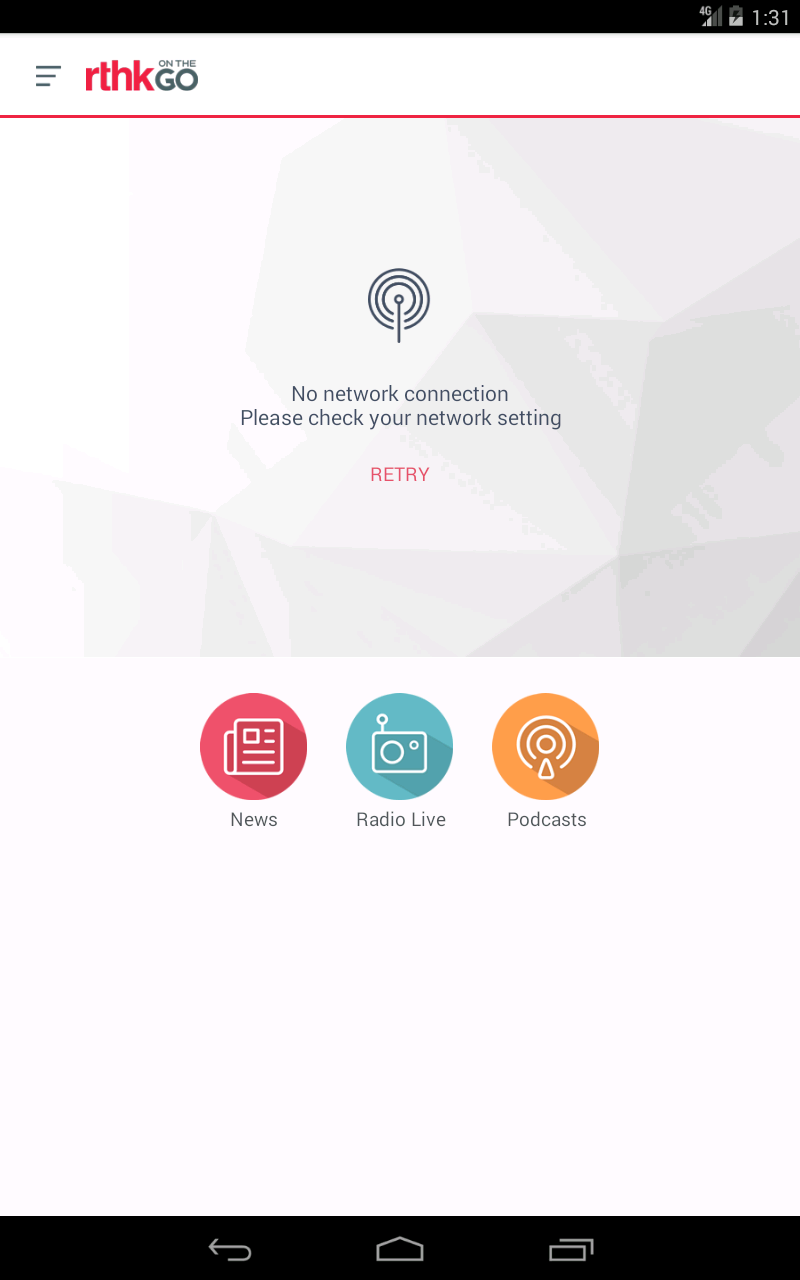 4G 1:31
rthk ON THE GO
No network connection
Please check your network setting
RETRY
News Radio Live Podcasts